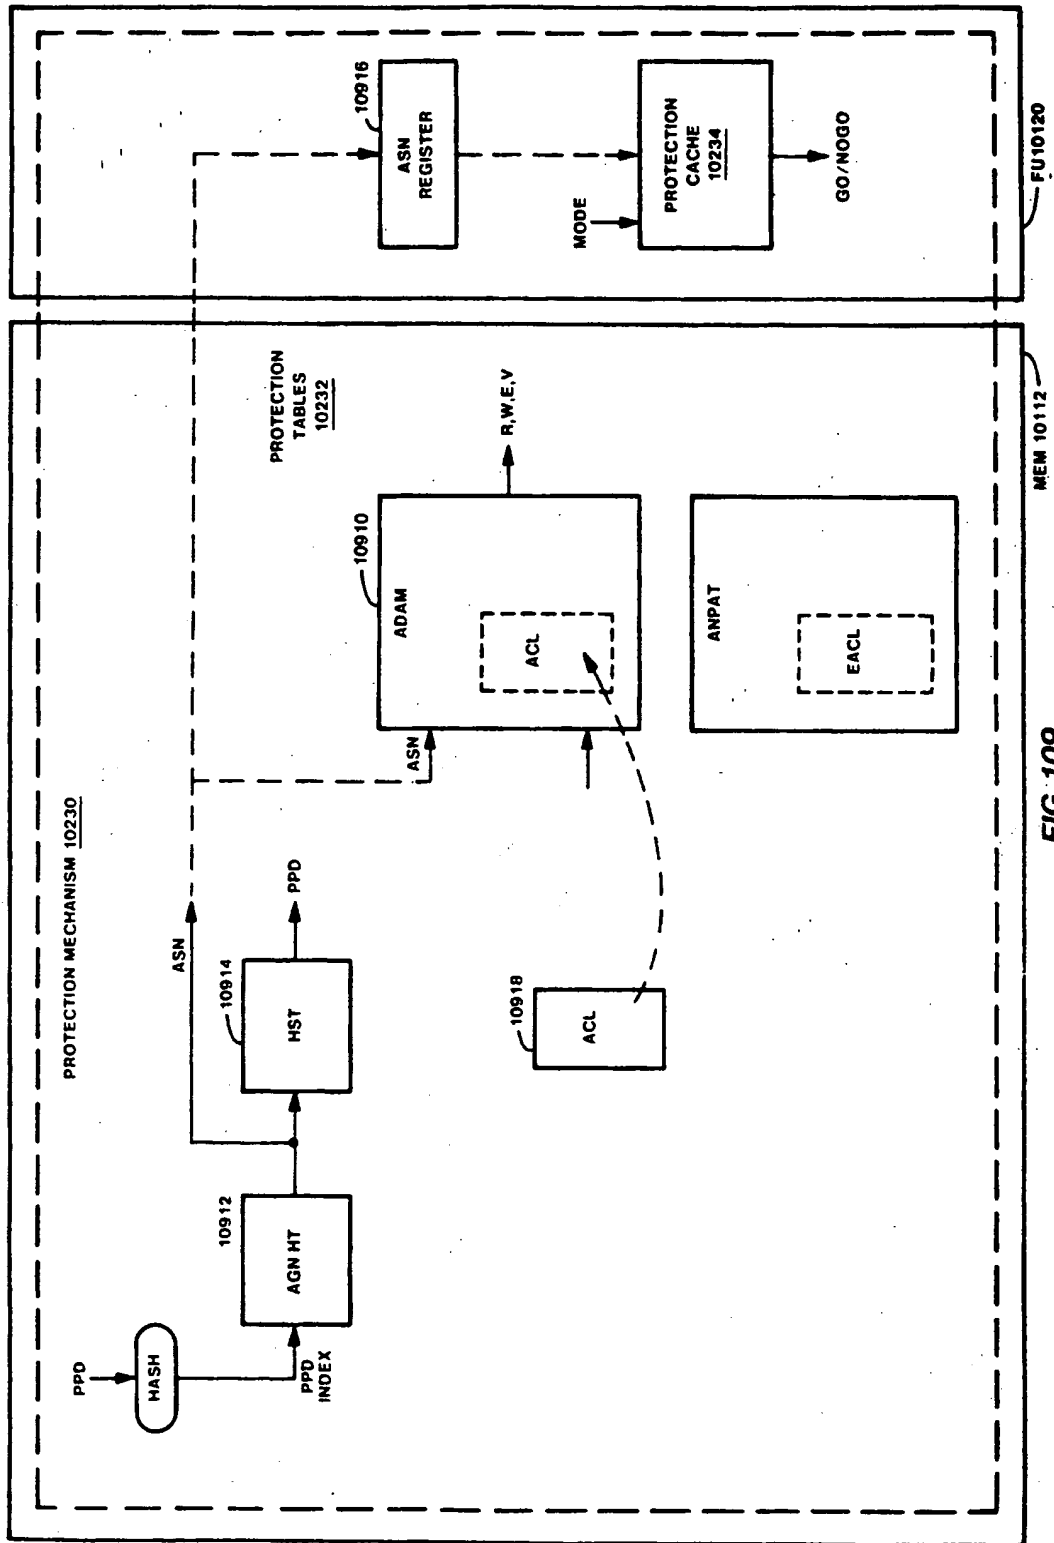 PROTECTION MECHANISM 10230
PPD
HASH
PPD
INDEX
AGN HT
10912
ASN
HST
10914
PPD
ACL
10918
ASN
ADAM
10910
ACL
R,W,E,V
PROTECTION
TABLES
10232
ANPAT
EACL
MEM 10112
ASN
REGISTER
10916
MODE
PROTECTION
CACHE
10234
GO/NOGO
FU10120
FIG 109